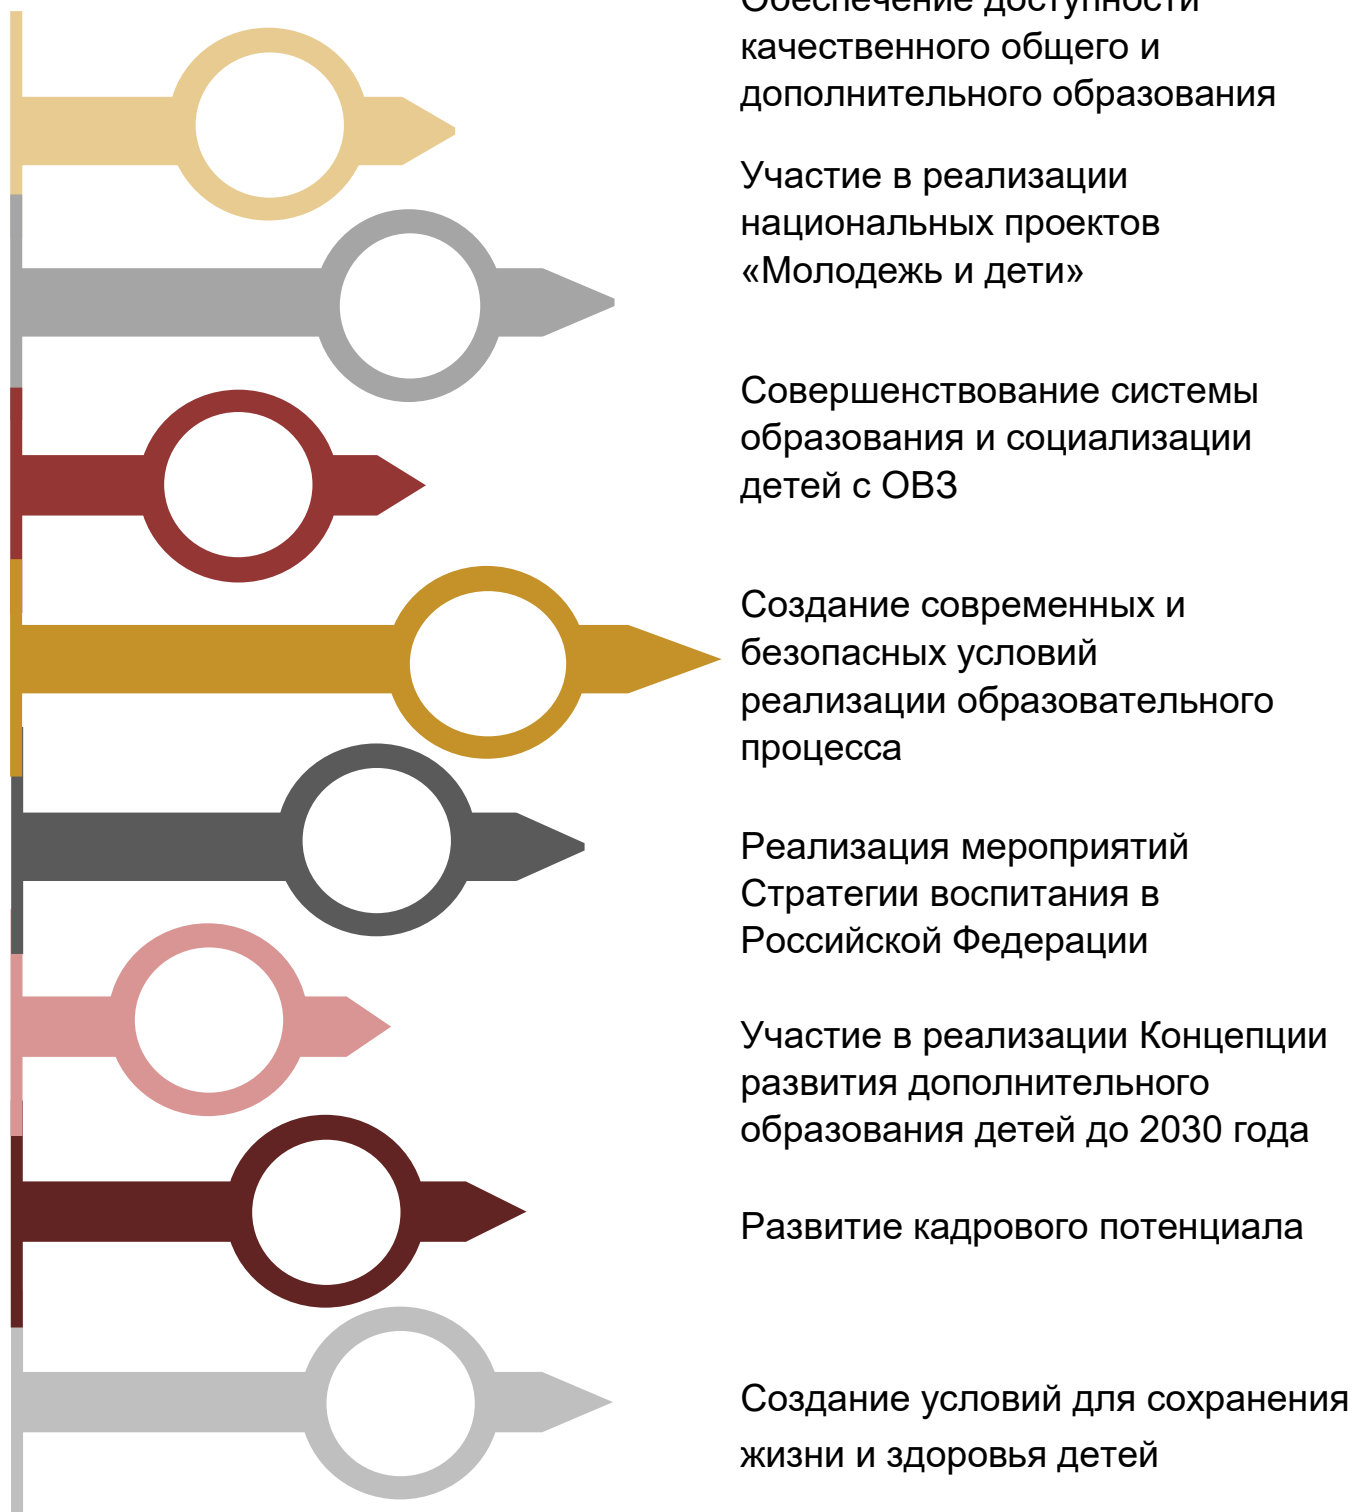 Обеспечение доступности
качественного общего и
дополнительного образования
Участие в реализации
национальных проектов
«Молодежь и дети»
Совершенствование системы
образования и социализации
детей с ОВЗ
Создание современных и
безопасных условий
реализации образовательного
процесса
Реализация мероприятий
Стратегии воспитания в
Российской Федерации
Участие в реализации Концепции
развития дополнительного
образования детей до 2030 года
Развитие кадрового потенциала
Создание условий для сохранения
жизни и здоровья детей